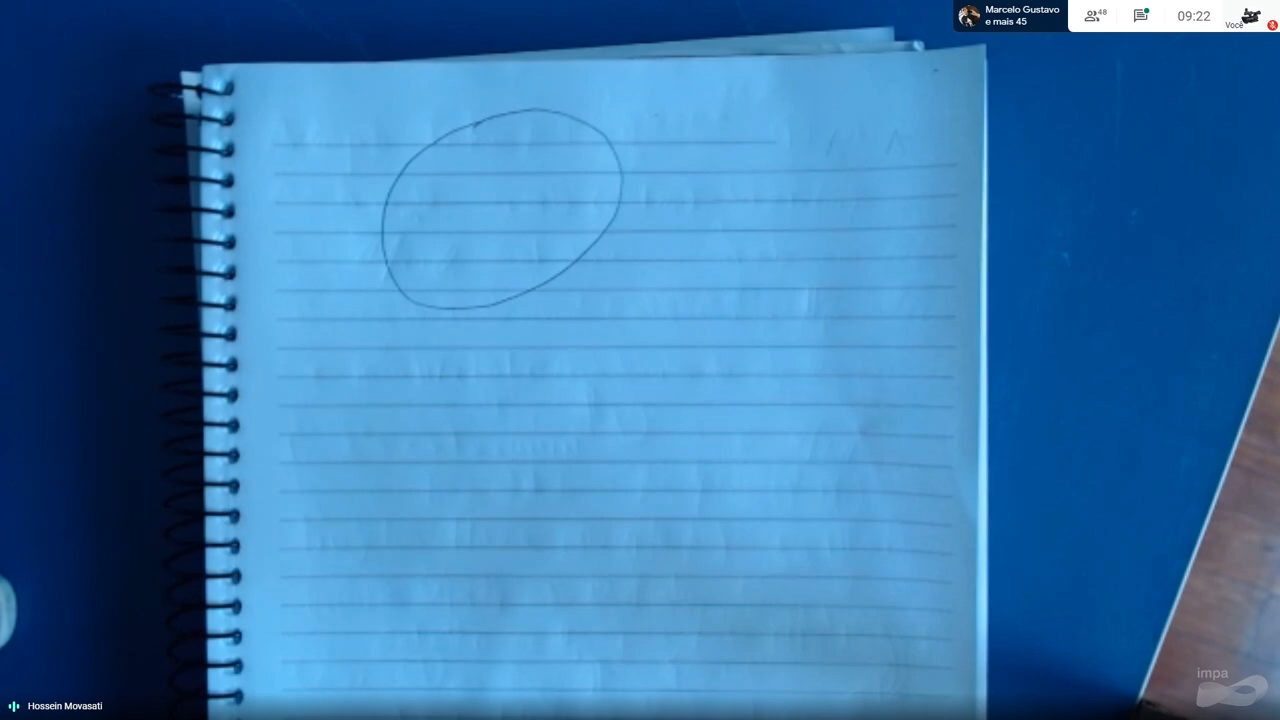 Marcelo Gustavo
e mais 45
48
09:22
Você
impa
Hossein Movasati